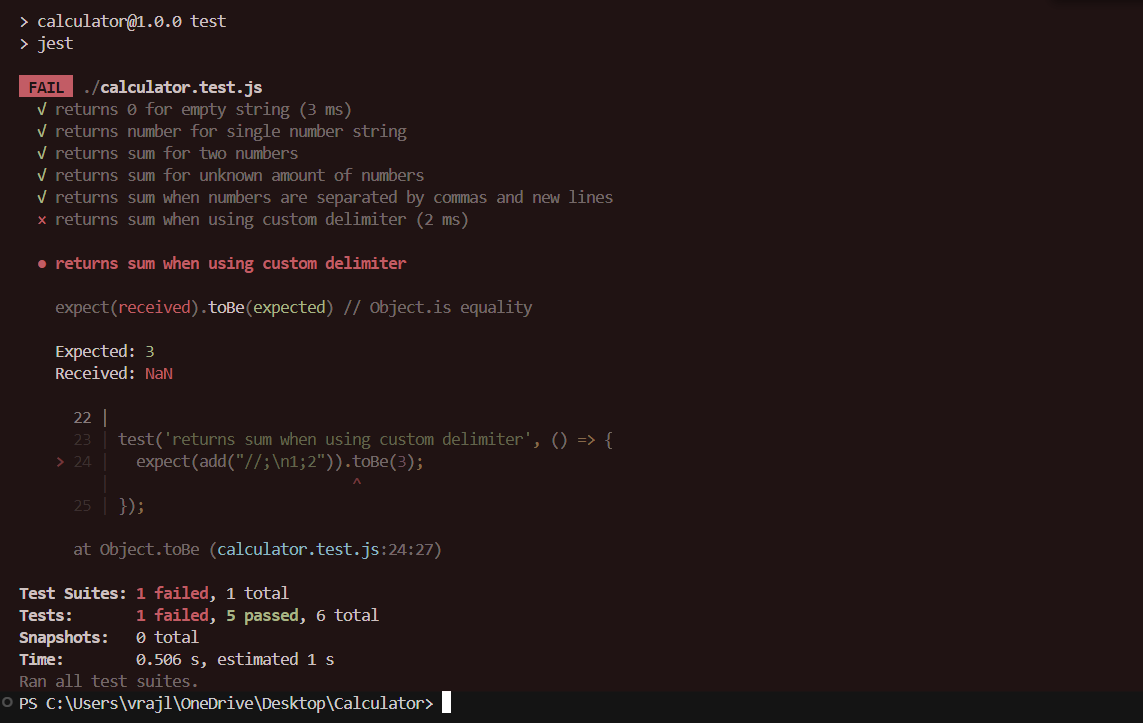 > calculator@1.0.0 test
> jest
FAIL ./calculator.test.js
√ returns 0 for empty string (3 ms)
√ returns number for single number string
√ returns sum for two numbers
√ returns sum for unknown amount of numbers
√ returns sum when numbers are separated by commas and new lines
× returns sum when using custom delimiter (2 ms)
● returns sum when using custom delimiter
expect(received).toBe(expected) // Object.is equality
Expected: 3
Received: NaN
22 |
23 | test('returns sum when using custom delimiter', () => {
> 24 |   expect(add("//;\n1;2")).toBe(3);
|                           ^
25 | });
at Object.toBe (calculator.test.js:24:27)
Test Suites: 1 failed, 1 total
Tests:       1 failed, 5 passed, 6 total
Snapshots:   0 total
Time:        0.506 s, estimated 1 s
Ran all test suites.
PS C:\Users\vrajl\OneDrive\Desktop\Calculator>